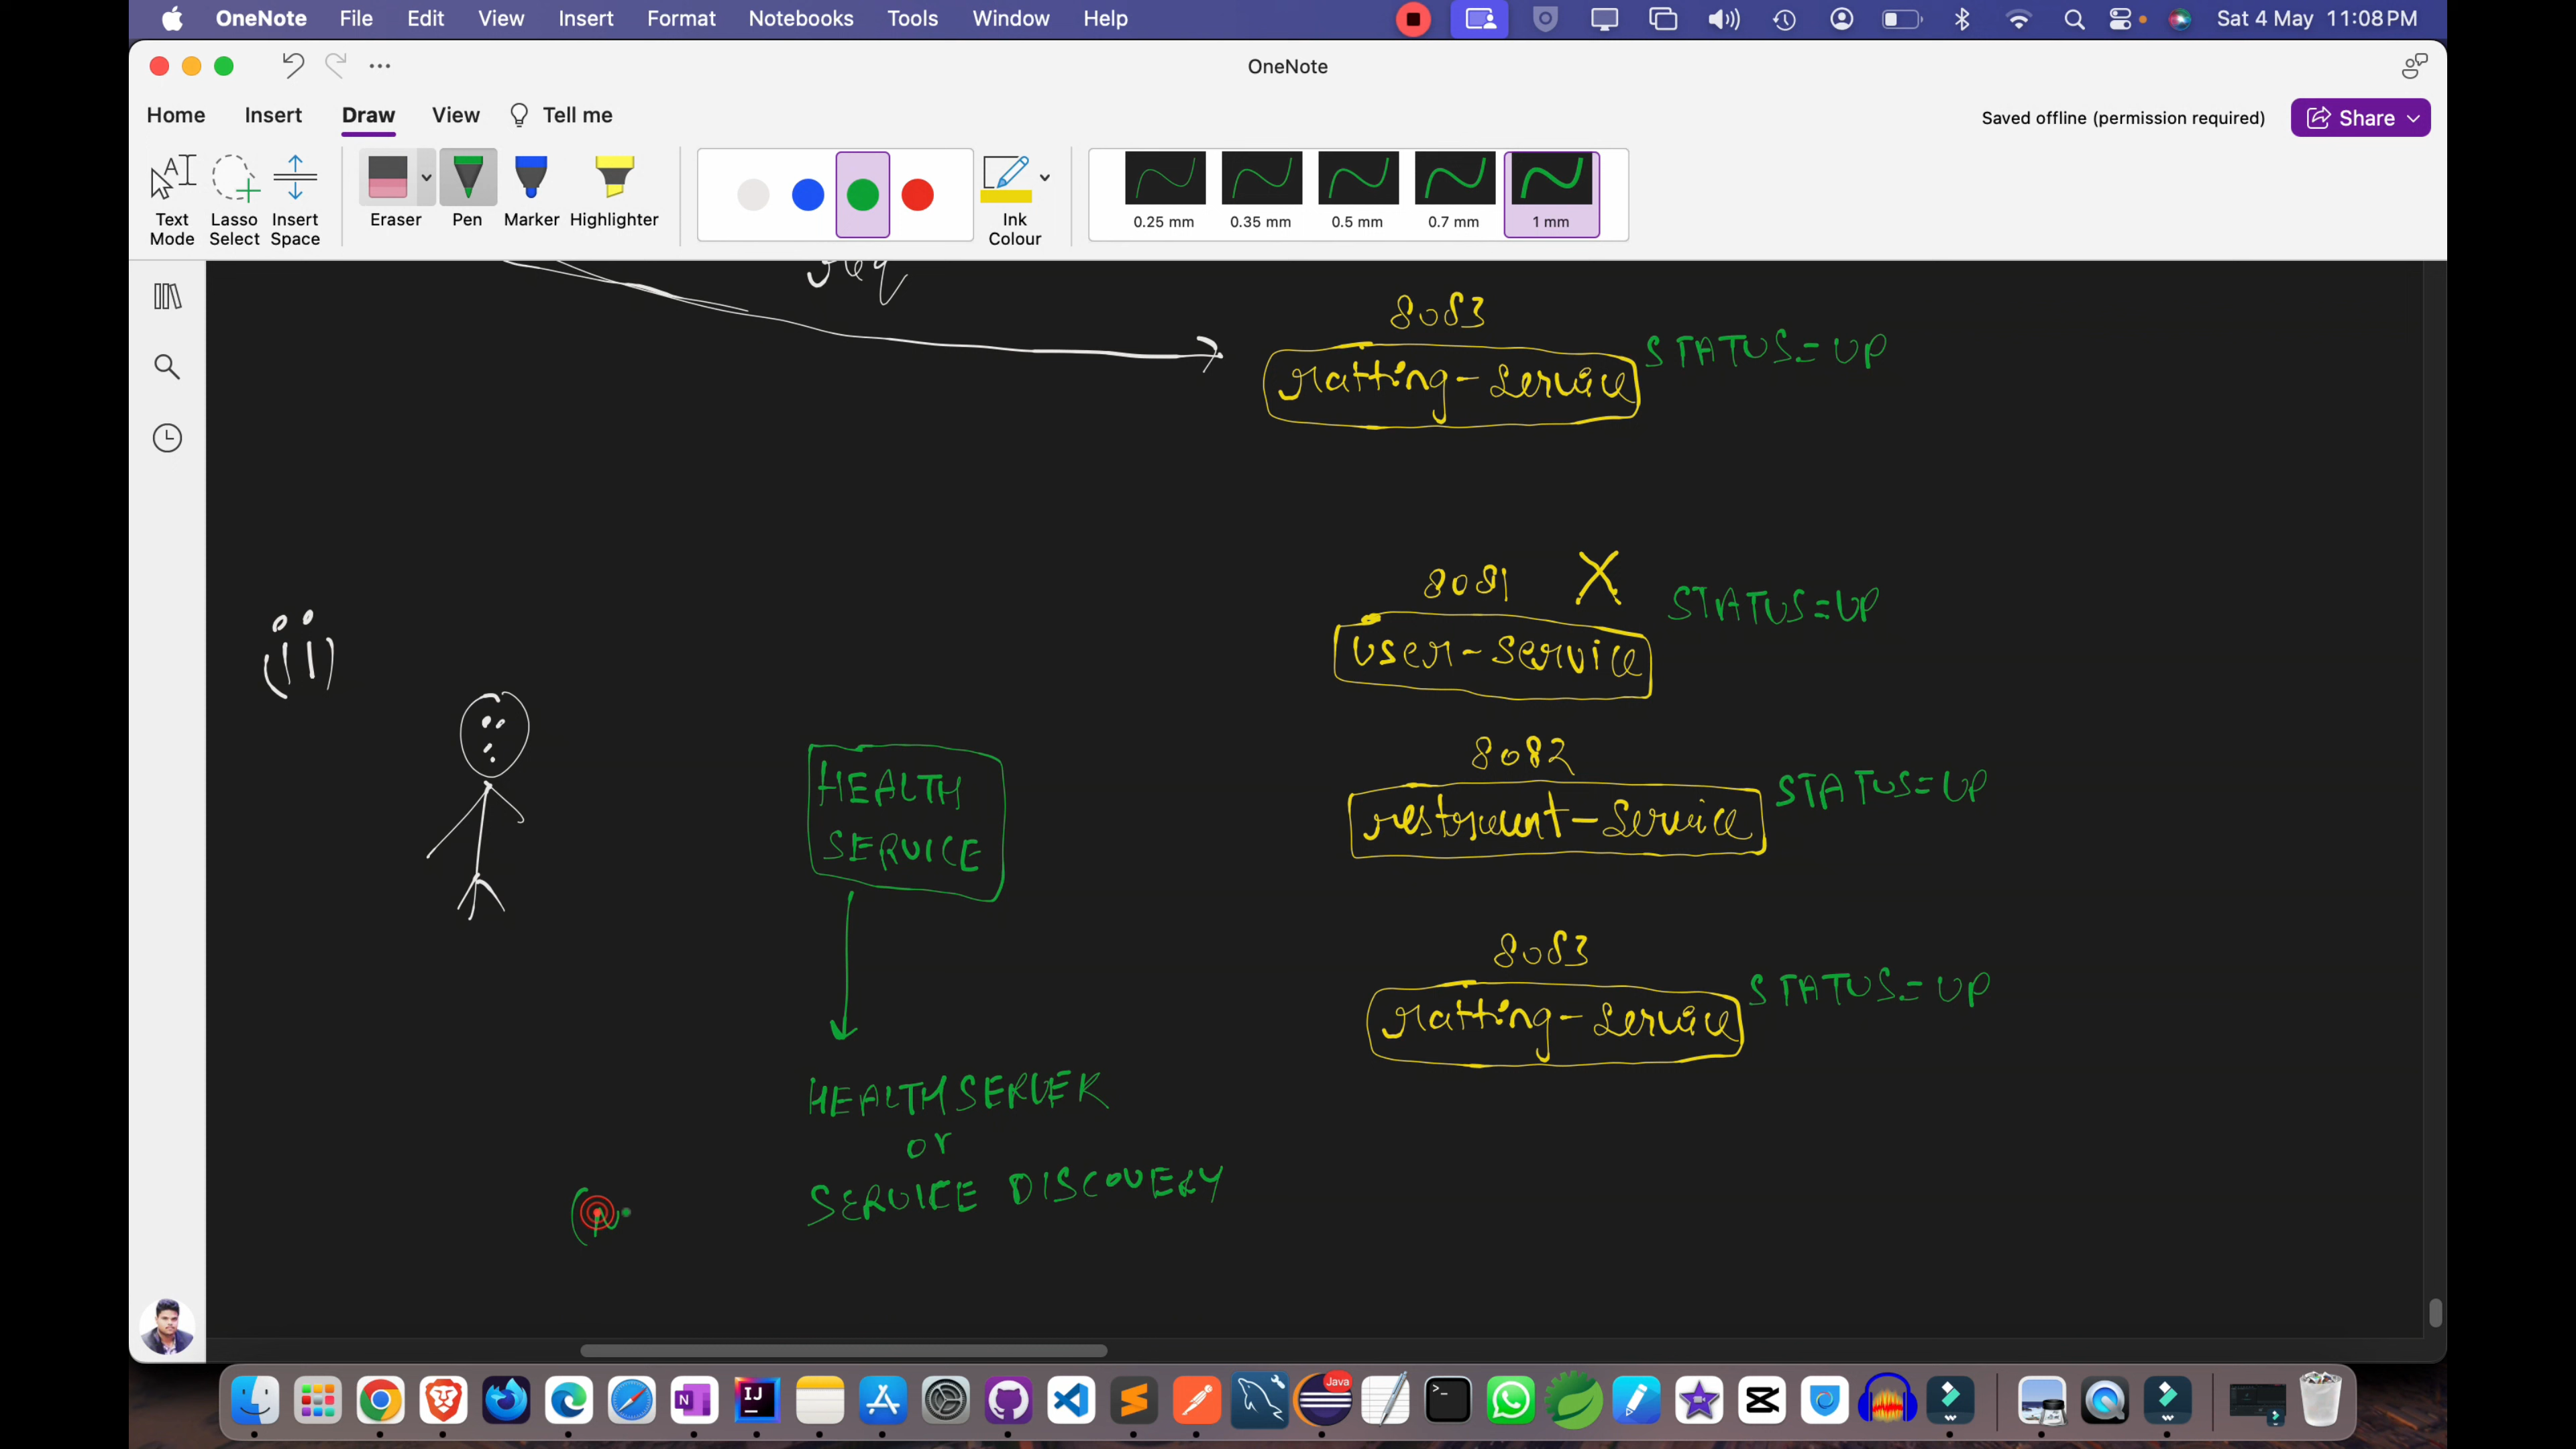 OneNote File Edit View Insert Format Notebooks Tools Window Help Sat 4 May 11:08 PM
OneNote
Home Insert Draw View Tell me Saved offline (permission required) Share
Text Mode
Lasso Select
Insert Space
Eraser
Pen
Marker
Highlighter
Ink Colour
0.25 mm
0.35 mm
0.5 mm
0.7 mm
1 mm
req
8083
ratting-service STATUS=UP
8081 X
user-service STATUS=UP
8082
HEALTH
SERVICE
restaurent-service STATUS=UP
8083
ratting-service STATUS=UP
HEALTH SERVER
or
SERVICE DISCOVERY
IJ
Java